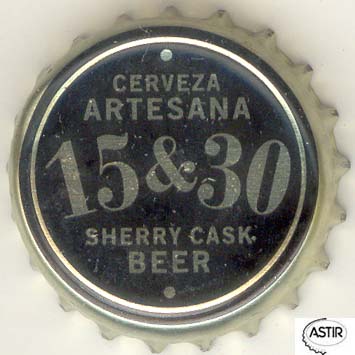 CERVEZA
ARTESANA
15&30
SHERRY CASK
BEER
ASTIR